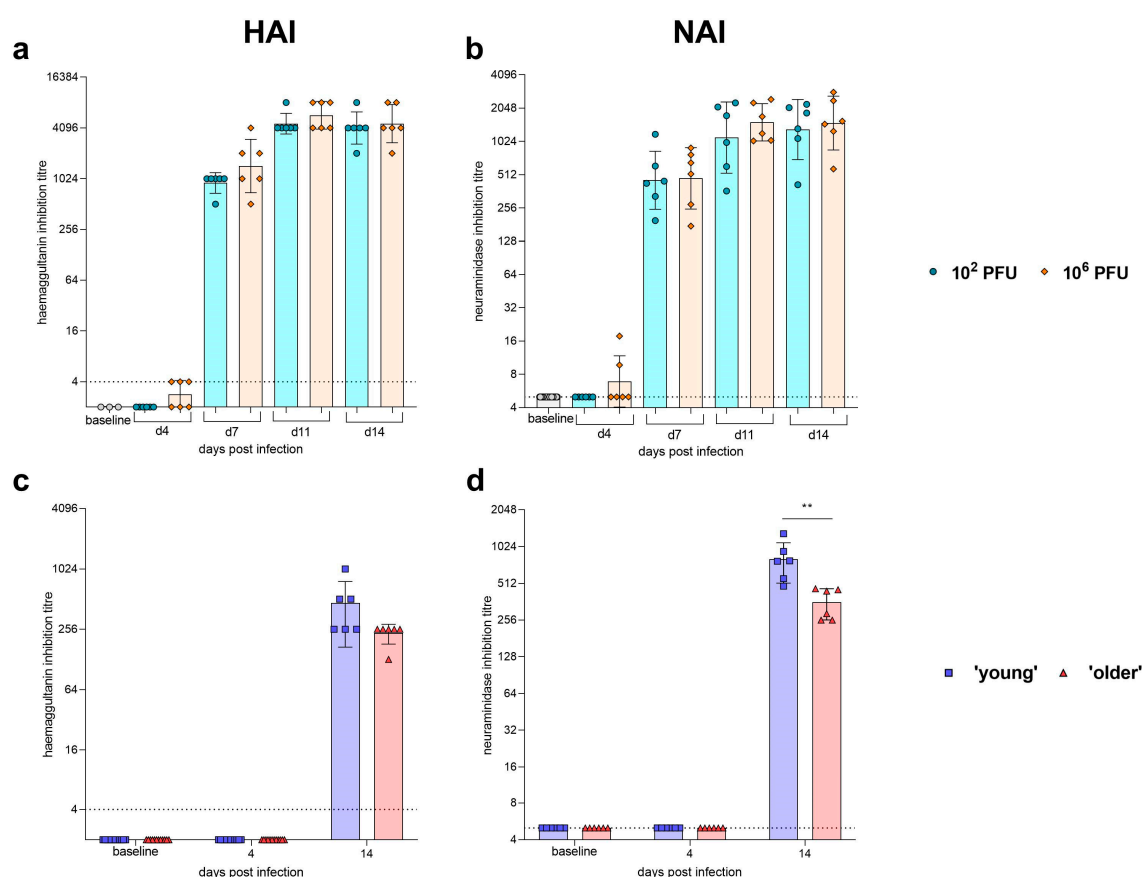 HAI
NAI
a
haemaggultanin inhibition titre
16384
4096
1024
256
64
16
4
baseline
d4
d7
d11
d14
days post infection
b
neuraminidase inhibition titre
4096
2048
1024
512
256
128
64
32
16
8
4
baseline
d4
d7
d11
d14
days post infection
10² PFU
10⁶ PFU
c
haemaggultanin inhibition titre
4096
1024
256
64
16
4
baseline
4
14
days post infection
d
neuraminidase inhibition titre
2048
1024
512
256
128
64
32
16
8
4
**
baseline
4
14
days post infection
'young'
'older'